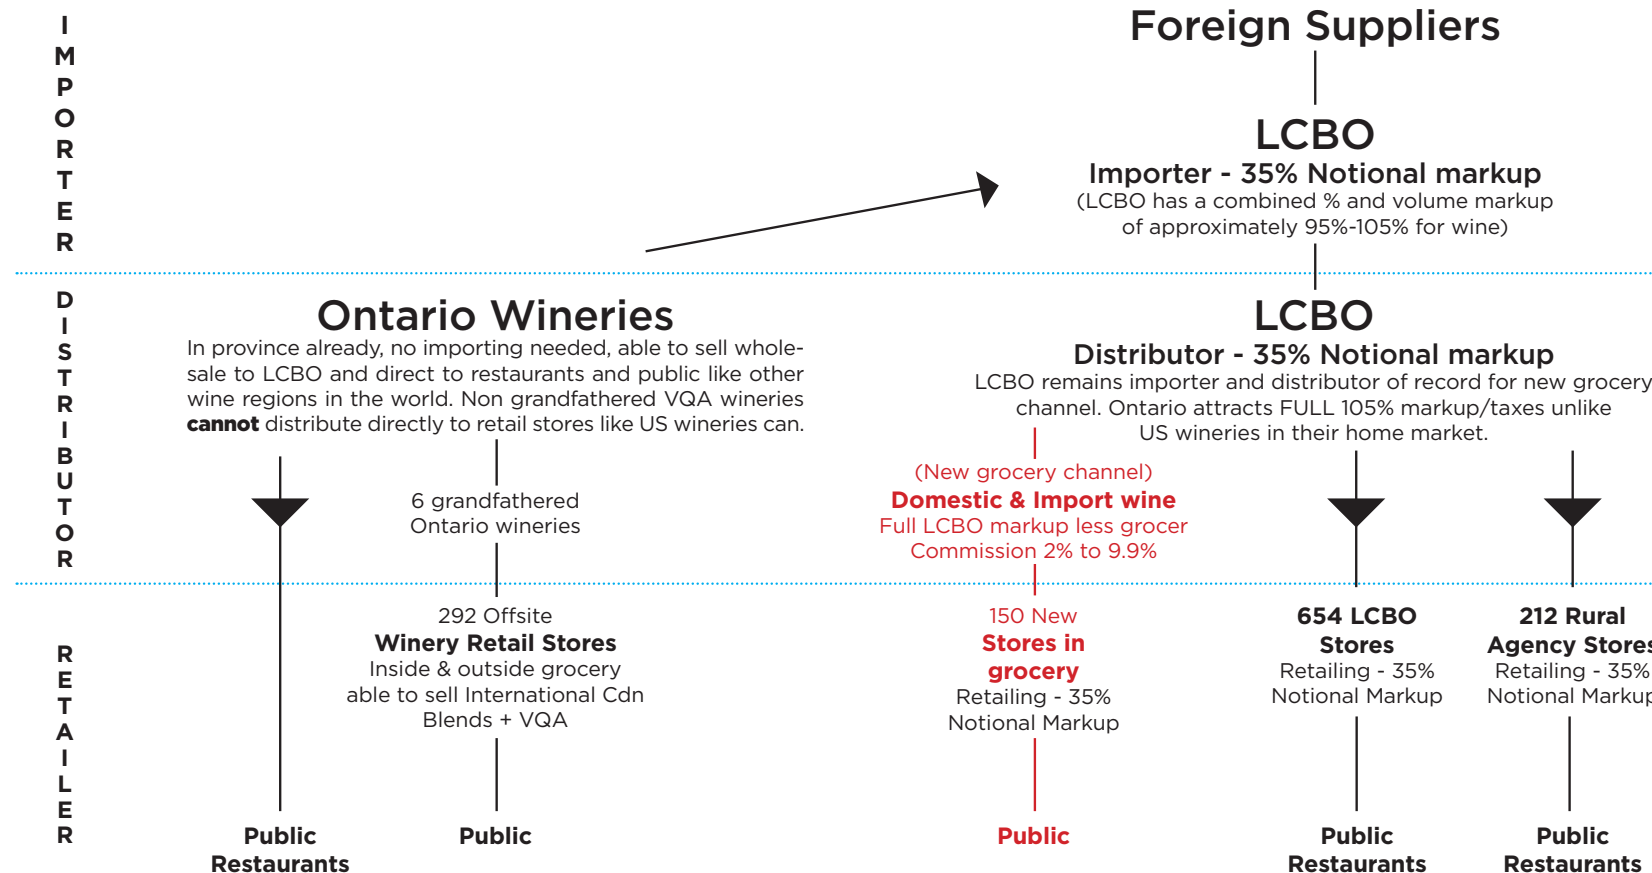 IMPORTER
Foreign Suppliers
LCBO
Importer - 35% Notional markup
(LCBO has a combined % and volume markup
of approximately 95%-105% for wine)
DISTRIBUTOR
Ontario Wineries
In province already, no importing needed, able to sell whole-
sale to LCBO and direct to restaurants and public like other
wine regions in the world. Non grandfathered VQA wineries
cannot distribute directly to retail stores like US wineries can.
6 grandfathered
Ontario wineries
LCBO
Distributor - 35% Notional markup
LCBO remains importer and distributor of record for new grocery
channel. Ontario attracts FULL 105% markup/taxes unlike
US wineries in their home market.
(New grocery channel)
Domestic & Import wine
Full LCBO markup less grocer
Commission 2% to 9.9%
RETAILER
292 Offsite
Winery Retail Stores
Inside & outside grocery
able to sell International Cdn
Blends + VQA
150 New
Stores in
grocery
Retailing - 35%
Notional Markup
654 LCBO
Stores
Retailing - 35%
Notional Markup
212 Rural
Agency Stores
Retailing - 35%
Notional Markup
Public
Restaurants
Public
Public
Public
Restaurants
Public
Restaurants